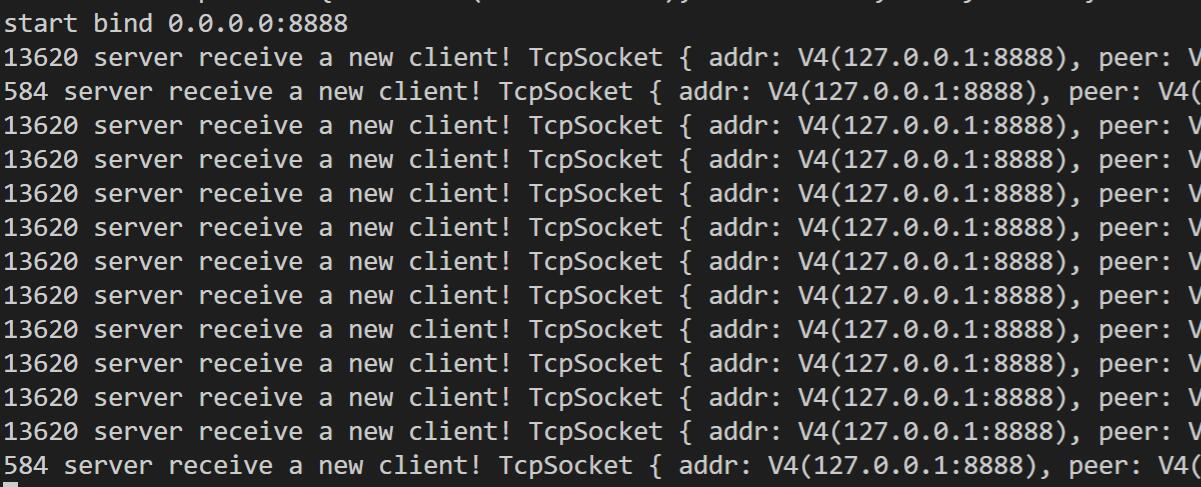 start bind 0.0.0.0:8888
13620 server receive a new client! TcpSocket { addr: V4(127.0.0.1:8888), peer: V
584 server receive a new client! TcpSocket { addr: V4(127.0.0.1:8888), peer: V4(
13620 server receive a new client! TcpSocket { addr: V4(127.0.0.1:8888), peer: V
13620 server receive a new client! TcpSocket { addr: V4(127.0.0.1:8888), peer: V
13620 server receive a new client! TcpSocket { addr: V4(127.0.0.1:8888), peer: V
13620 server receive a new client! TcpSocket { addr: V4(127.0.0.1:8888), peer: V
13620 server receive a new client! TcpSocket { addr: V4(127.0.0.1:8888), peer: V
13620 server receive a new client! TcpSocket { addr: V4(127.0.0.1:8888), peer: V
13620 server receive a new client! TcpSocket { addr: V4(127.0.0.1:8888), peer: V
13620 server receive a new client! TcpSocket { addr: V4(127.0.0.1:8888), peer: V
13620 server receive a new client! TcpSocket { addr: V4(127.0.0.1:8888), peer: V
13620 server receive a new client! TcpSocket { addr: V4(127.0.0.1:8888), peer: V
584 server receive a new client! TcpSocket { addr: V4(127.0.0.1:8888), peer: V4(